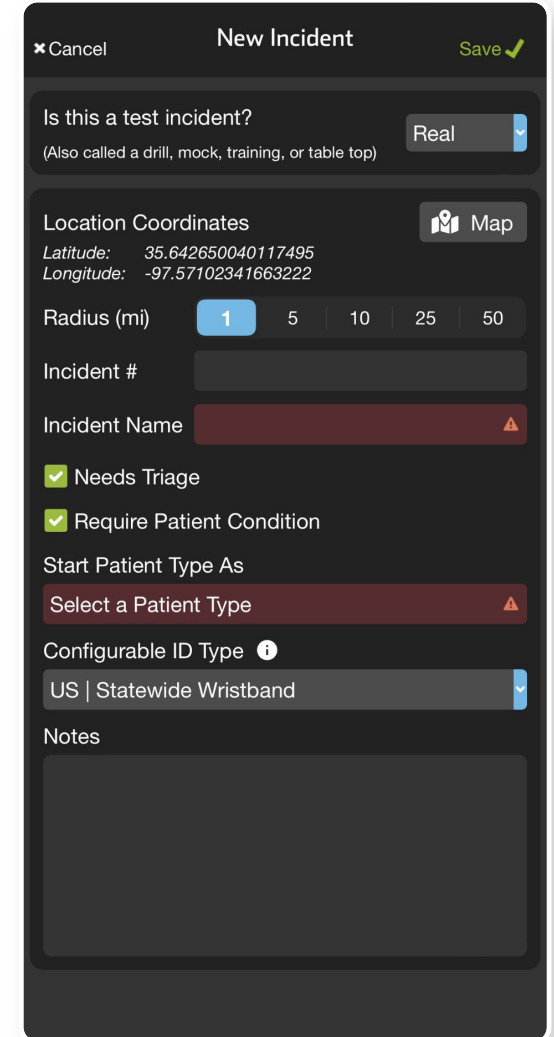 Cancel
New Incident
Save
Is this a test incident?
(Also called a drill, mock, training, or table top)
Real
Location Coordinates
Map
Latitude: 35.642650040117495
Longitude: -97.57102341663222
Radius (mi) 1 5 10 25 50
Incident #
Incident Name
Needs Triage
Require Patient Condition
Start Patient Type As
Select a Patient Type
Configurable ID Type
US | Statewide Wristband
Notes